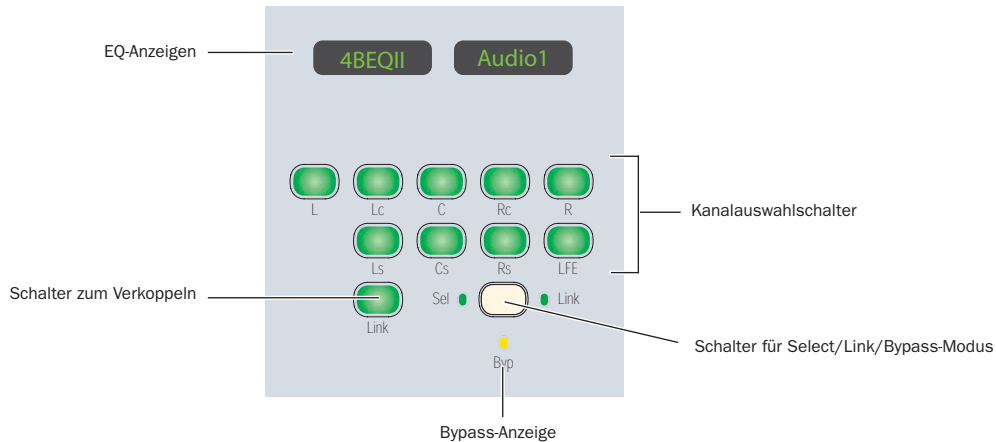 EQ-Anzeigen
4BEQII
Audio1
L
Lc
C
Rc
R
Kanalauswahlschalter
Ls
Cs
Rs
LFE
Schalter zum Verkoppeln
Link
Sel
Link
Schalter für Select/Link/Bypass-Modus
Byp
Bypass-Anzeige